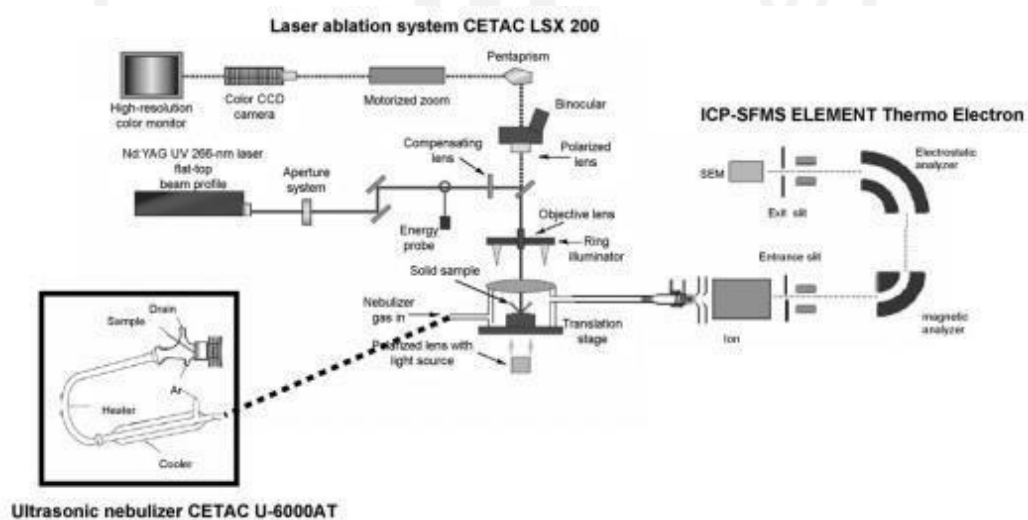 Laser ablation system CETAC LSX 200
Pentaprism
High-resolution
color monitor
Color CCD
camera
Motorized zoom
Binocular
ICP-SFMS ELEMENT Thermo Electron
Compensating
lens
Polarized
lens
Nd:YAG UV 266-nm laser
flat-top
beam profile
Aperture
system
SEM
Electrostatic
analyzer
Exit slit
Energy
probe
Objective lens
Ring
illuminator
Entrance slit
Solid sample
Nebulizer
gas in
Translation
stage
Ion
magnetic
analyzer
Polarized lens with
light source
Drain
Sample
Ar
Heater
Cooler
Ultrasonic nebulizer CETAC U-6000AT